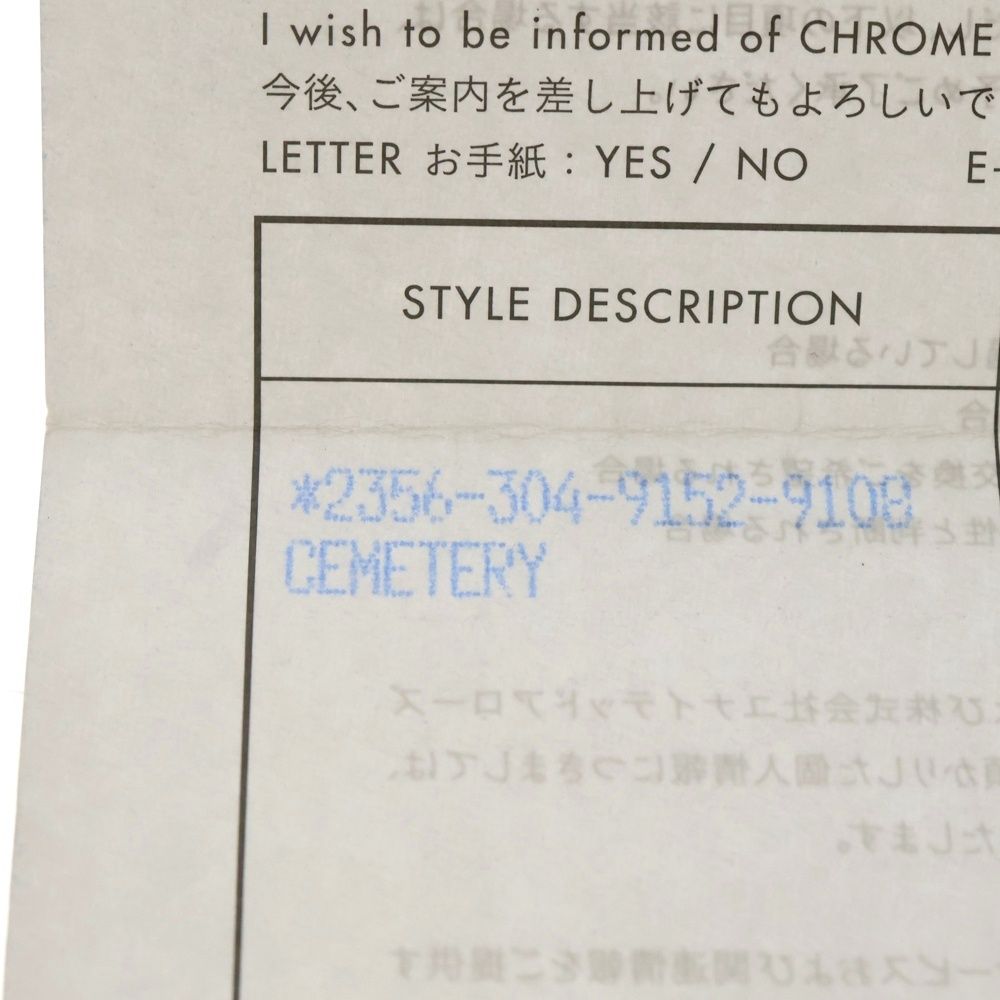 I wish to be informed of CHROME
今後、ご案内を差し上げてもよろしいで
LETTER お手紙 : YES / NO E-
STYLE DESCRIPTION
*2356-304-9152-9108
CEMETERY